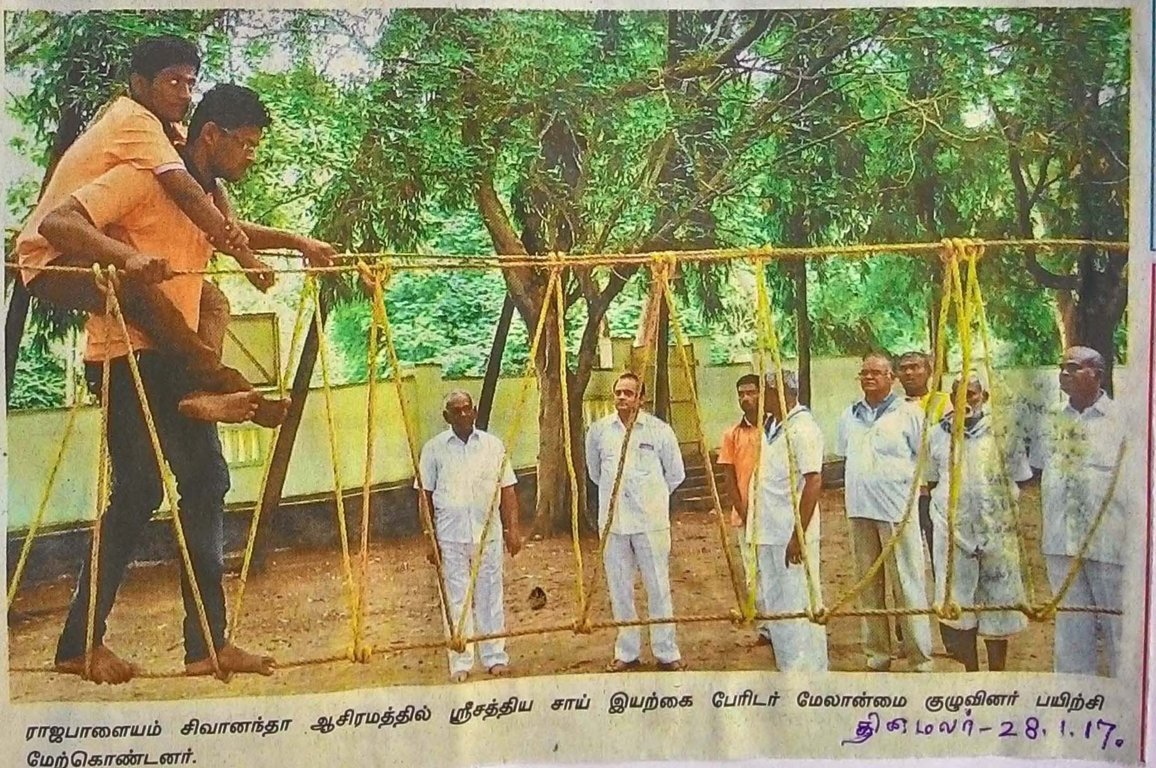 ராஜபாளையம் சிவானந்தா ஆசிரமத்தில் ஸ்ரீசத்திய சாய் இயற்கை பேரிடர் மேலான்மை குழுவினர் பயிற்சி
மேற்கொண்டனர்.
தினமலர் - 28.1.17.